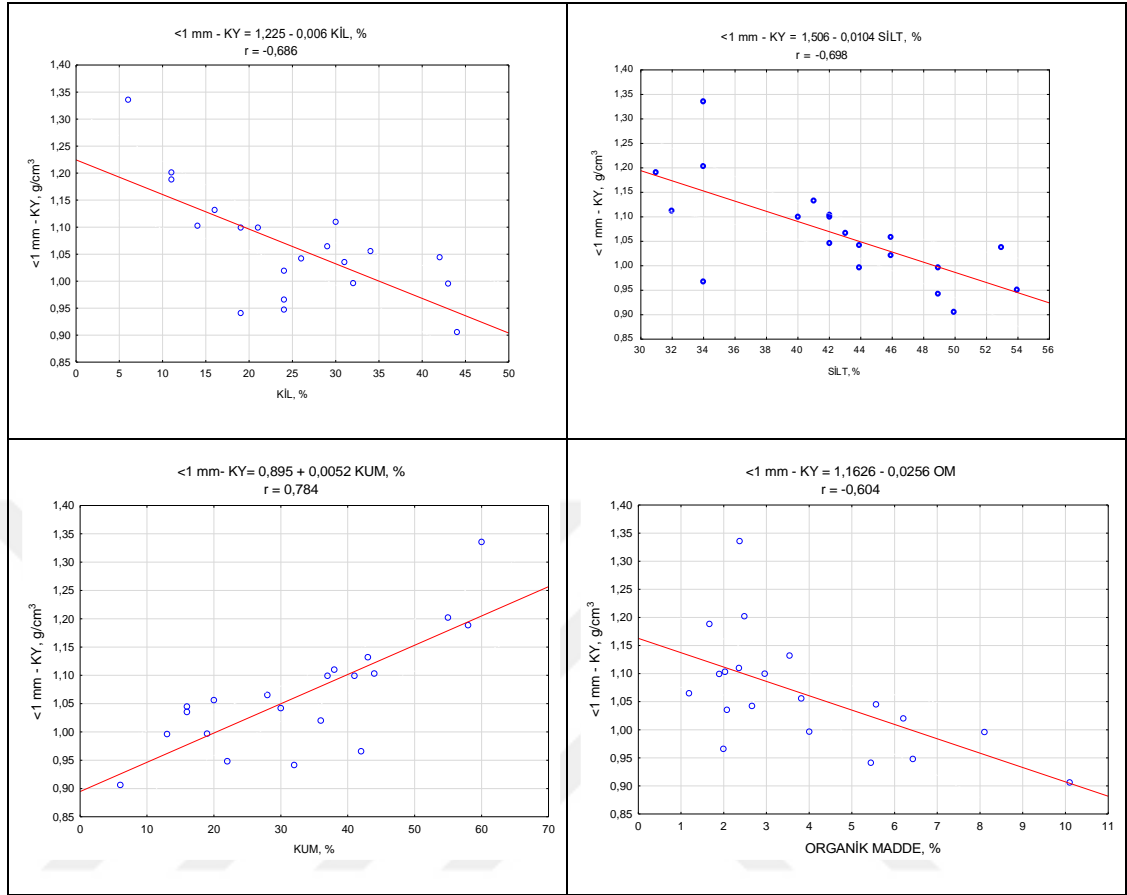 <1 mm - KY = 1,225 - 0,006 KİL, %
r = -0,686
1,40
1,35
1,30
1,25
1,20
1,15
1,10
1,05
1,00
0,95
0,90
0,85
<1 mm - KY, g/cm³
0 5 10 15 20 25 30 35 40 45 50
KİL, %
<1 mm - KY = 1,506 - 0,0104 SİLT, %
r = -0,698
1,40
1,35
1,30
1,25
1,20
1,15
1,10
1,05
1,00
0,95
0,90
0,85
<1 mm - KY, g/cm³
30 32 34 36 38 40 42 44 46 48 50 52 54 56
SİLT, %
<1 mm- KY= 0,895 + 0,0052 KUM, %
r = 0,784
1,40
1,35
1,30
1,25
1,20
1,15
1,10
1,05
1,00
0,95
0,90
0,85
<1 mm - KY, g/cm³
0 10 20 30 40 50 60 70
KUM, %
<1 mm - KY = 1,1626 - 0,0256 OM
r = -0,604
1,40
1,35
1,30
1,25
1,20
1,15
1,10
1,05
1,00
0,95
0,90
0,85
<1 mm - KY, g/cm³
0 1 2 3 4 5 6 7 8 9 10 11
ORGANİK MADDE, %